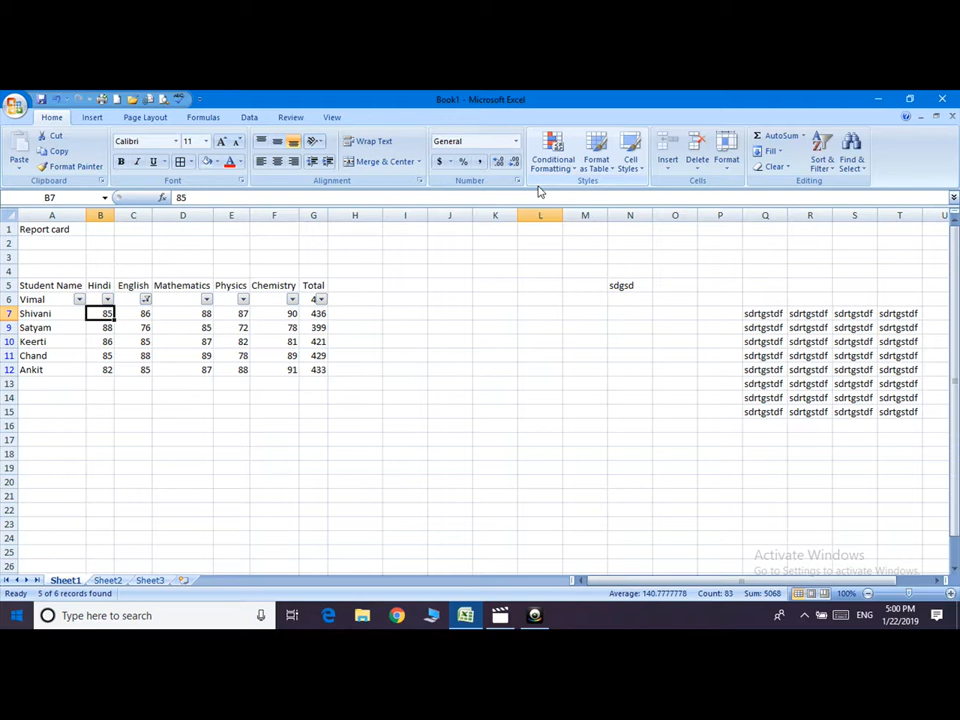 Book1 - Microsoft Excel
Home Insert Page Layout Formulas Data Review View
Cut
Copy
Format Painter
Paste
Clipboard
Calibri 11
B I U A
Font
Wrap Text
Merge & Center
Alignment
General
$ % ,
Number
Conditional Formatting
Format as Table
Cell Styles
Styles
Insert Delete Format
Cells
Σ AutoSum
Fill
Clear
Sort & Filter
Find & Select
Editing
B7 fx 85
A B C D E F G H I J K L M N O P Q R S T U
1 Report card
2
3
4
5 Student Name Hindi English Mathematics Physics Chemistry Total sdgsd
6 Vimal
7 Shivani 85 86 88 87 90 436 sdrtgstdf sdrtgstdf sdrtgstdf sdrtgstdf
9 Satyam 88 76 85 72 78 399 sdrtgstdf sdrtgstdf sdrtgstdf sdrtgstdf
10 Keerti 86 85 87 82 81 421 sdrtgstdf sdrtgstdf sdrtgstdf sdrtgstdf
11 Chand 85 88 89 78 89 429 sdrtgstdf sdrtgstdf sdrtgstdf sdrtgstdf
12 Ankit 82 85 87 88 91 433 sdrtgstdf sdrtgstdf sdrtgstdf sdrtgstdf
13 sdrtgstdf sdrtgstdf sdrtgstdf sdrtgstdf
14 sdrtgstdf sdrtgstdf sdrtgstdf sdrtgstdf
15 sdrtgstdf sdrtgstdf sdrtgstdf sdrtgstdf
16
17
18
19
20
21
22
23
24
25
26
Activate Windows
Go to Settings to activate Windows.
Sheet1 Sheet2 Sheet3
Ready 5 of 6 records found Average: 140.7777778 Count: 83 Sum: 5068 100%
Type here to search
ENG
5:00 PM
1/22/2019